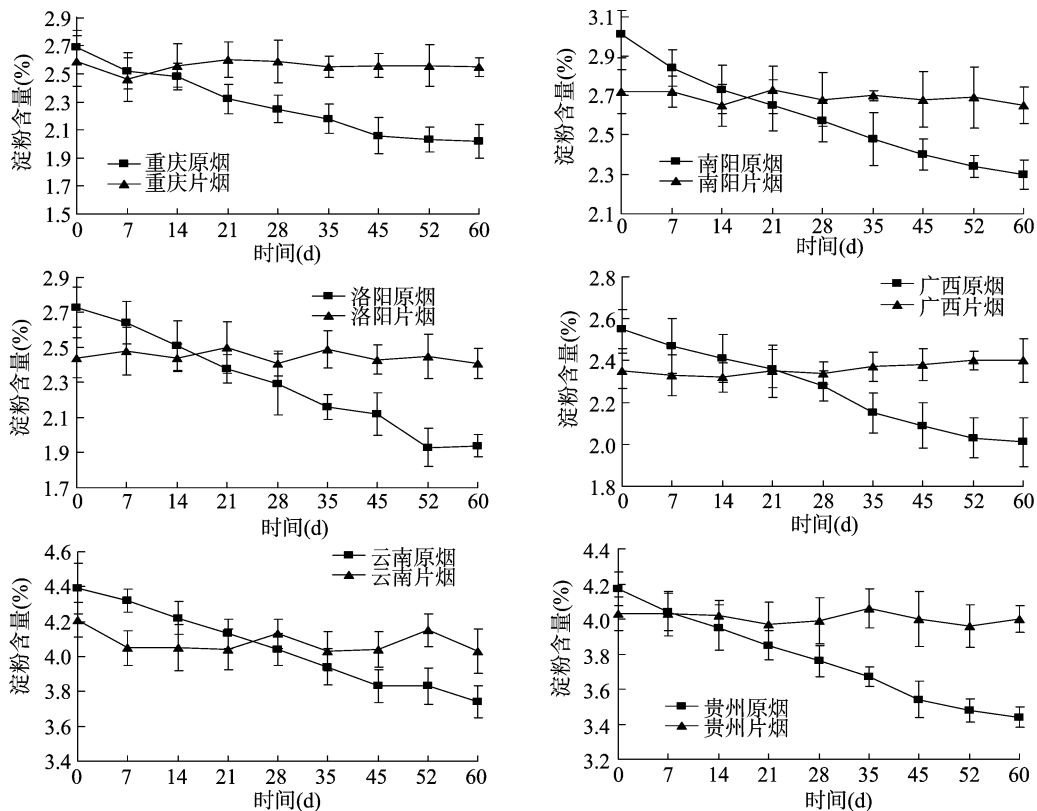 淀粉含量(%)
2.9
2.7
2.5
2.3
2.1
1.9
1.7
1.5
重庆原烟
重庆片烟
0 7 14 21 28 35 45 52 60
时间(d)
淀粉含量(%)
3.1
2.9
2.7
2.5
2.3
2.1
南阳原烟
南阳片烟
0 7 14 21 28 35 45 52 60
时间(d)
淀粉含量(%)
2.9
2.7
2.5
2.3
2.1
1.9
1.7
洛阳原烟
洛阳片烟
0 7 14 21 28 35 45 52 60
时间(d)
淀粉含量(%)
2.8
2.6
2.4
2.2
2.0
1.8
广西原烟
广西片烟
0 7 14 21 28 35 45 52 60
时间(d)
淀粉含量(%)
4.6
4.4
4.2
4.0
3.8
3.6
3.4
云南原烟
云南片烟
0 7 14 21 28 35 45 52 60
时间(d)
淀粉含量(%)
4.4
4.2
4.0
3.8
3.6
3.4
3.2
贵州原烟
贵州片烟
0 7 14 21 28 35 45 52 60
时间(d)